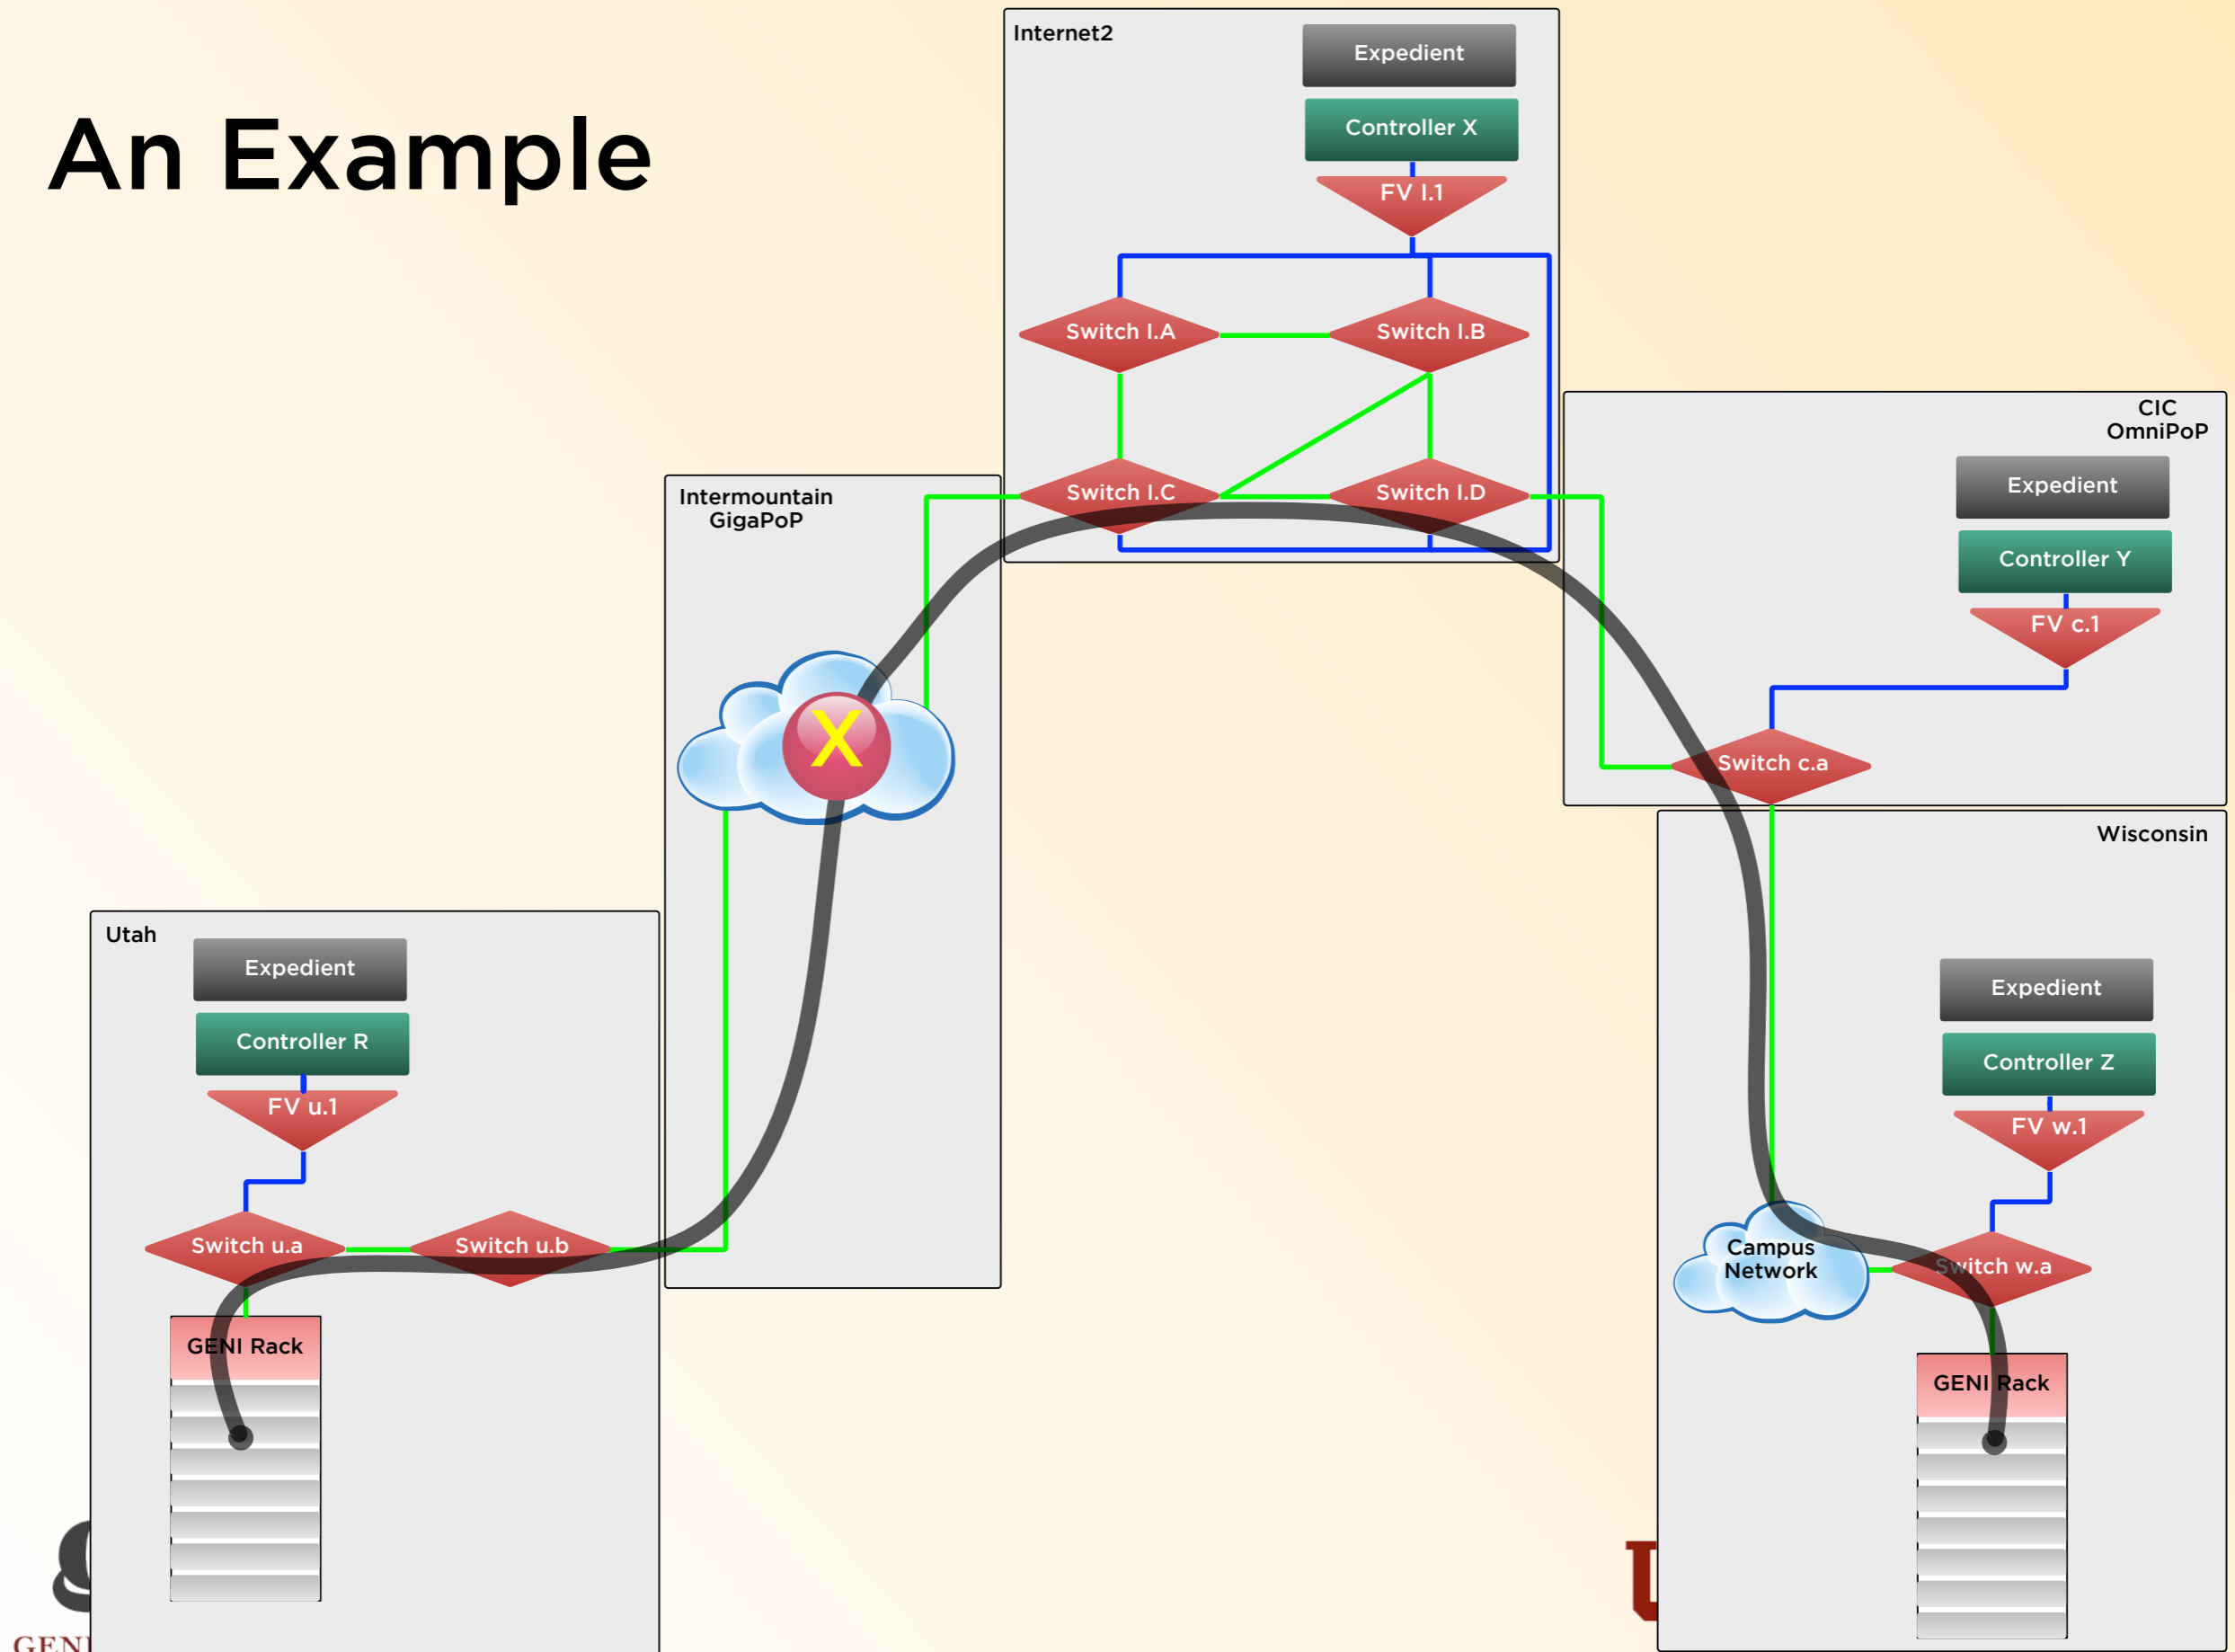 An Example
Internet2
Expedient
Controller X
FV I.1
Switch I.A
Switch I.B
Switch I.C
Switch I.D
CIC
OmniPoP
Expedient
Controller Y
FV c.1
Switch c.a
Intermountain
GigaPoP
X
Wisconsin
Expedient
Controller Z
FV w.1
Campus
Network
Switch w.a
GENI Rack
Utah
Expedient
Controller R
FV u.1
Switch u.a
Switch u.b
GENI Rack
GENI